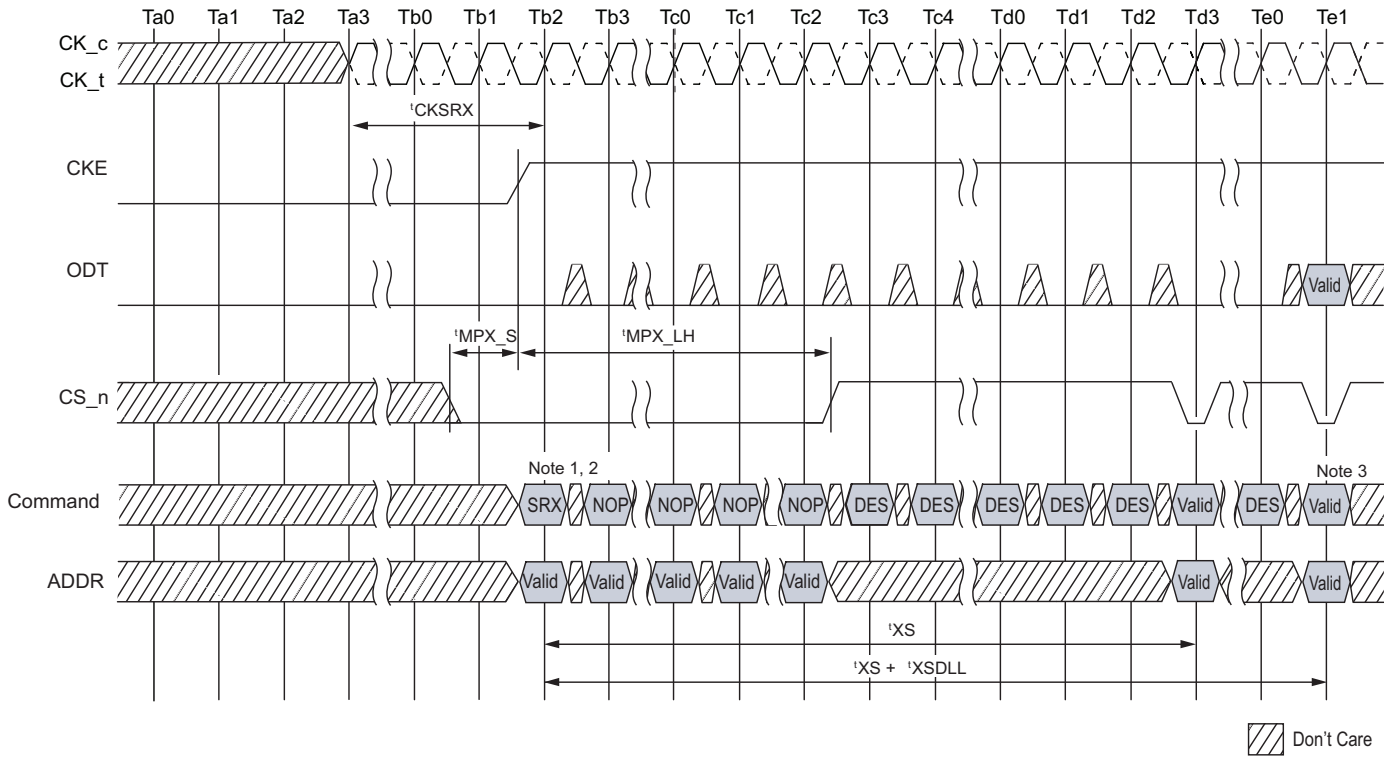 Ta0 Ta1 Ta2 Ta3 Tb0 Tb1 Tb2 Tb3 Tc0 Tc1 Tc2 Tc3 Tc4 Td0 Td1 Td2 Td3 Te0 Te1
CK_c
CK_t
tCKSRX
CKE
ODT
Valid
tMPX_S tMPX_LH
CS_n
Note 1, 2 Note 3
Command SRX NOP NOP NOP NOP DES DES DES DES DES Valid DES Valid
ADDR Valid Valid Valid Valid Valid Valid Valid
tXS
tXS + tXSDLL
Don't Care